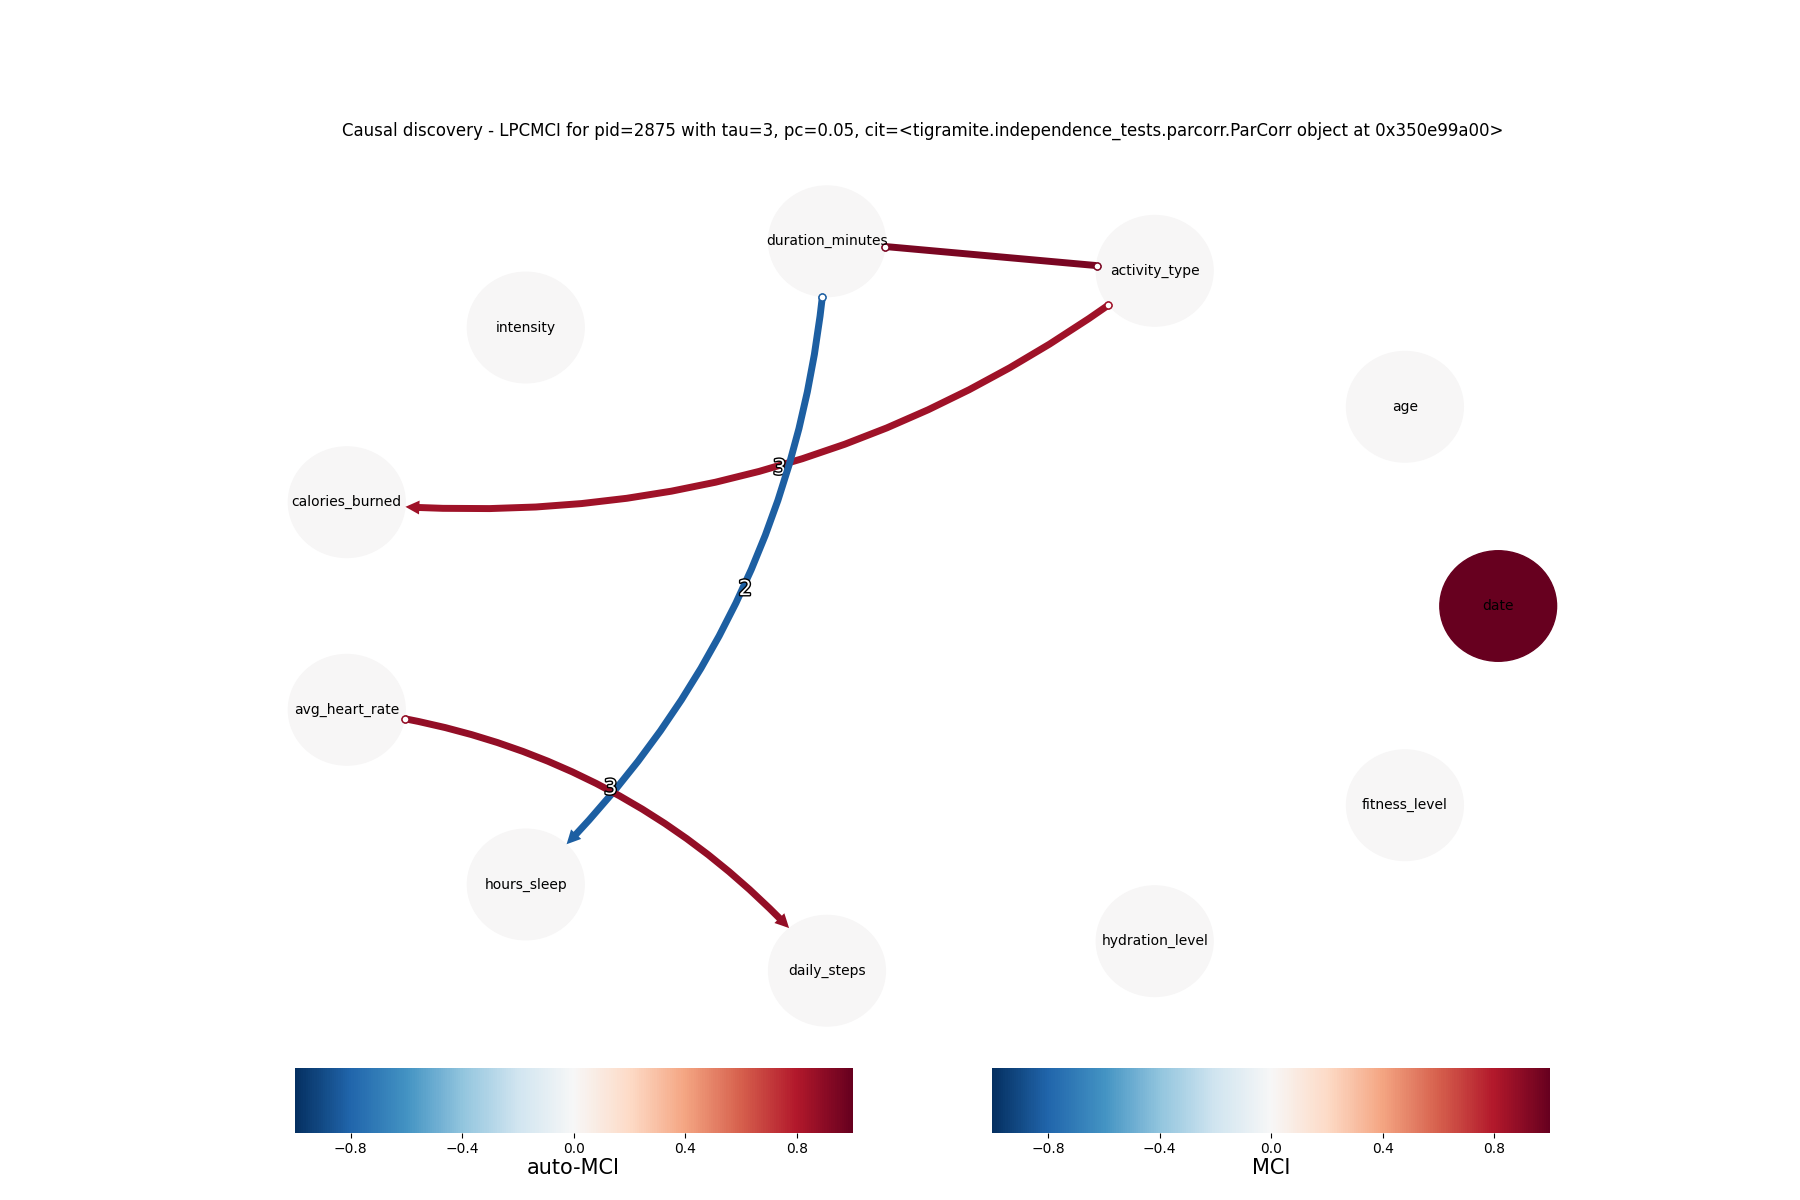 Causal discovery - LPCMCI for pid=2875 with tau=3, pc=0.05, cit=<tigramite.independence_tests.parcorr.ParCorr object at 0x350e99a00>
duration_minutes
activity_type
intensity
age
3
calories_burned
2
date
avg_heart_rate
3
fitness_level
hours_sleep
hydration_level
daily_steps
−0.8 −0.4 0.0 0.4 0.8
auto-MCI
−0.8 −0.4 0.0 0.4 0.8
MCI